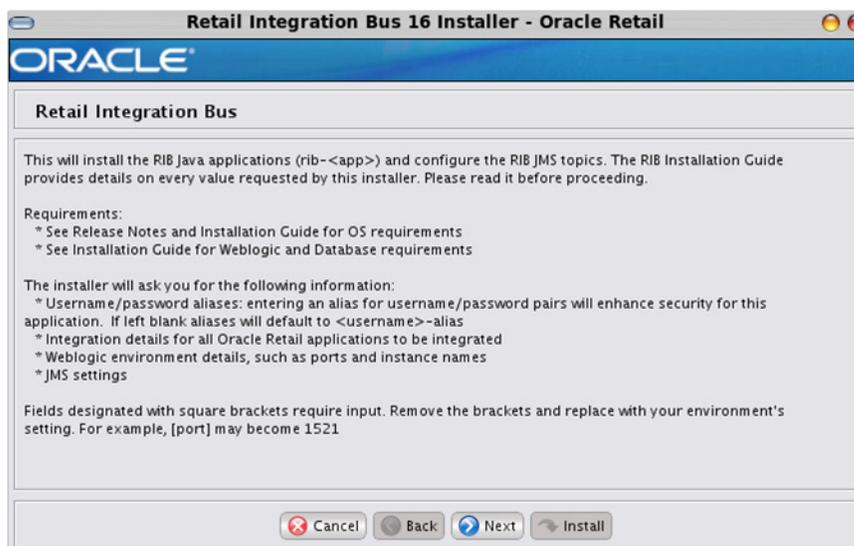 Retail Integration Bus 16 Installer - Oracle Retail
ORACLE®
Retail Integration Bus
This will install the RIB Java applications (rib-<app>) and configure the RIB JMS topics. The RIB Installation Guide
provides details on every value requested by this installer. Please read it before proceeding.
Requirements:
* See Release Notes and Installation Guide for OS requirements
* See Installation Guide for Weblogic and Database requirements
The installer will ask you for the following information:
* Username/password aliases: entering an alias for username/password pairs will enhance security for this
application. If left blank aliases will default to <username>-alias
* Integration details for all Oracle Retail applications to be integrated
* Weblogic environment details, such as ports and instance names
* JMS settings
Fields designated with square brackets require input. Remove the brackets and replace with your environment's
setting. For example, [port] may become 1521
Cancel Back Next Install